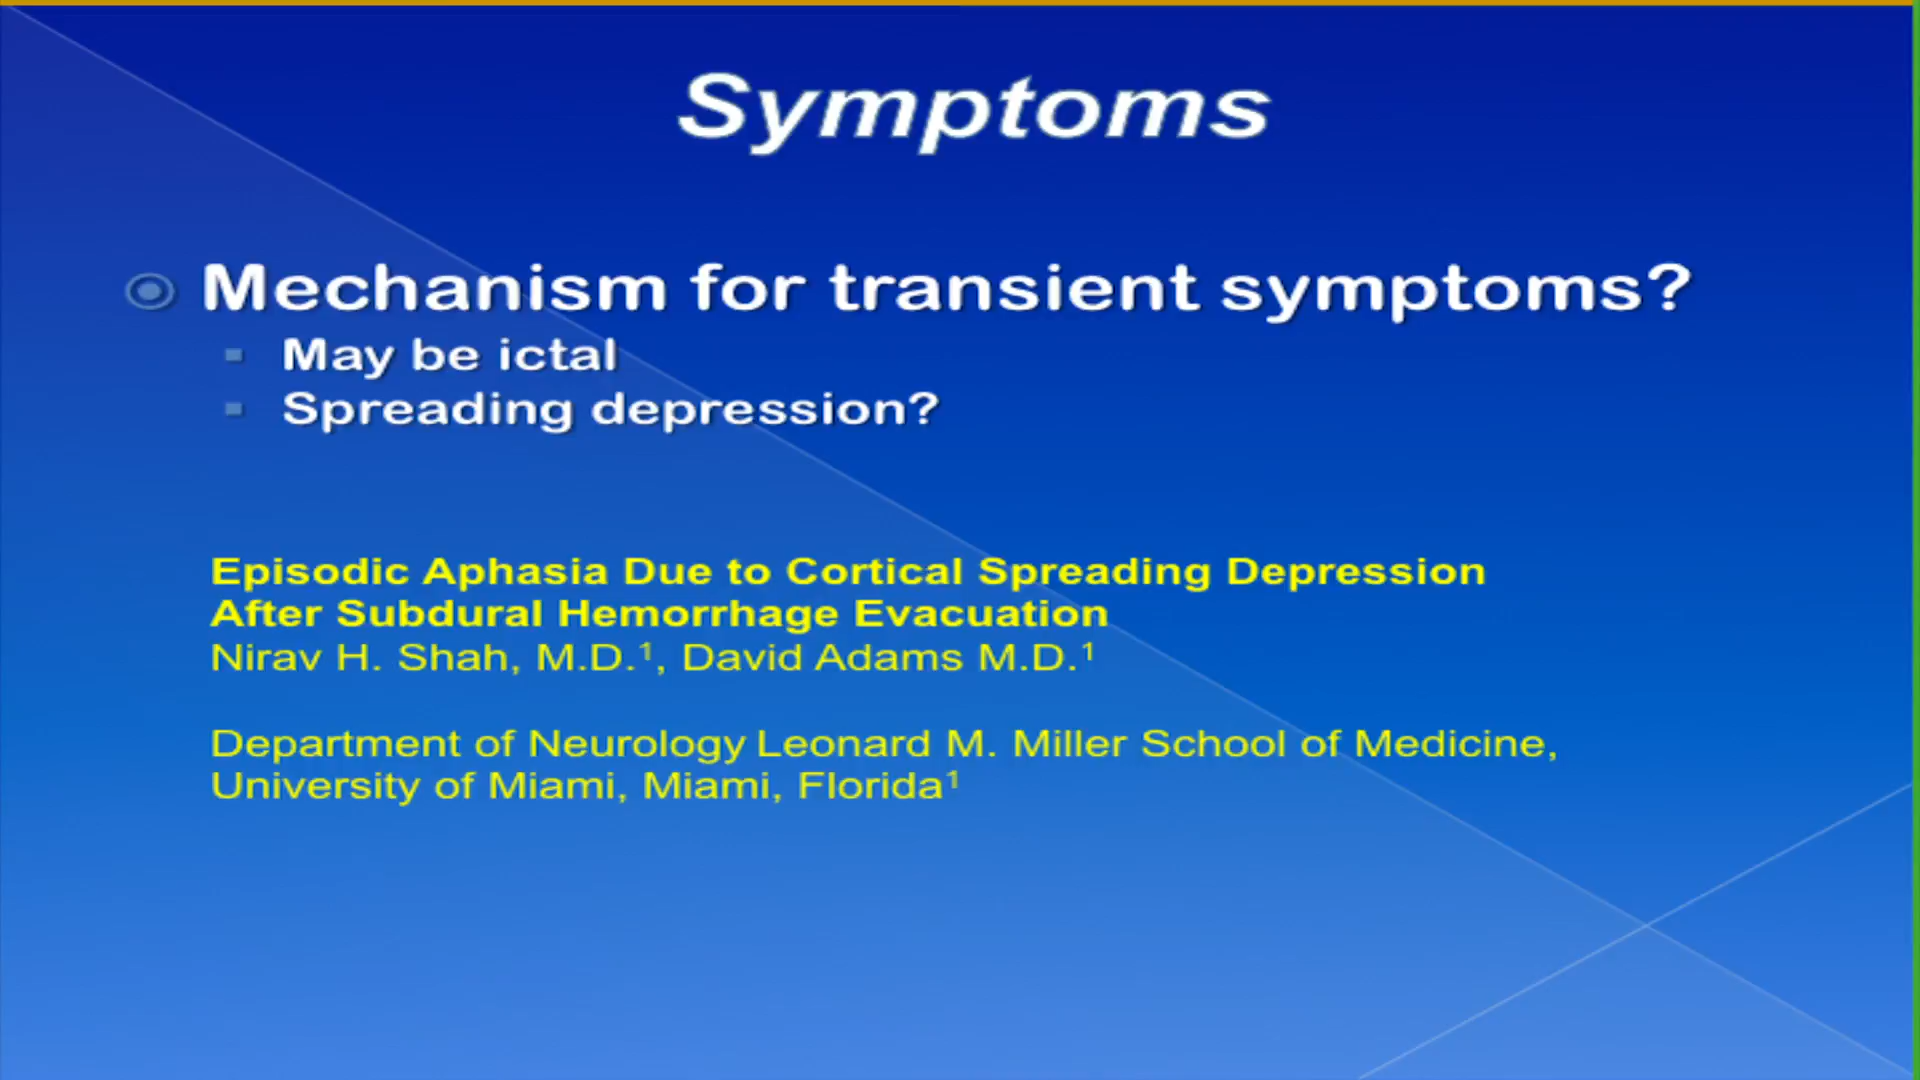 Symptoms
Mechanism for transient symptoms?
May be ictal
Spreading depression?
Episodic Aphasia Due to Cortical Spreading Depression
After Subdural Hemorrhage Evacuation
Nirav H. Shah, M.D.¹, David Adams M.D.¹
Department of Neurology Leonard M. Miller School of Medicine,
University of Miami, Miami, Florida¹